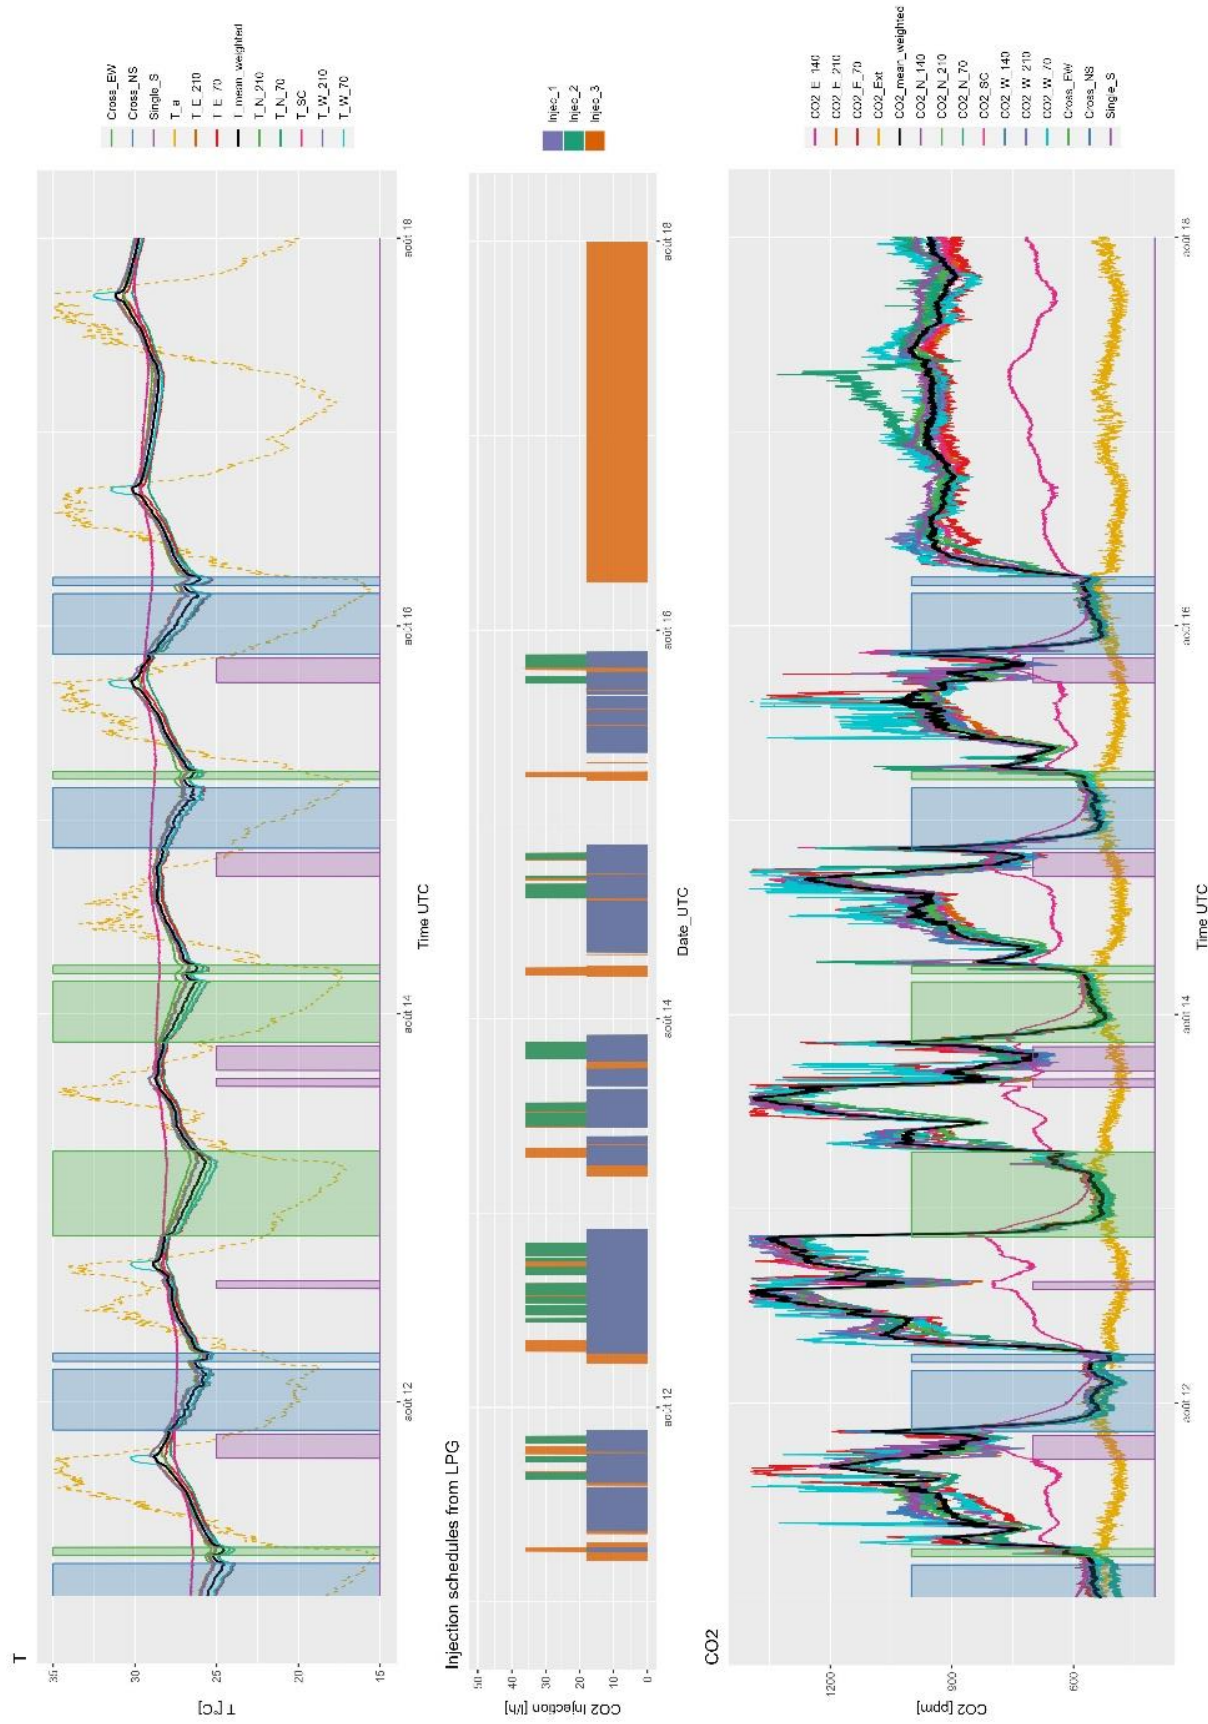 T
T [°C]
35
30
25
20
15
août 12
août 14
août 16
août 18
Time UTC
Cross_EW
Cross_NS
Single_S
T_a
T_E_210
T_E_70
T_mean_weighted
T_N_210
T_N_70
T_SC
T_W_210
T_W_70
Injection schedules from LPG
CO2 Injection [l/h]
50
40
30
20
10
0
août 12
août 14
août 16
août 18
Date_UTC
Injec_1
Injec_2
Injec_3
CO2
CO2 [ppm]
1200
900
600
août 12
août 14
août 16
août 18
Time UTC
CO2_E_140
CO2_E_210
CO2_E_70
CO2_Ext
CO2_mean_weighted
CO2_N_140
CO2_N_210
CO2_N_70
CO2_SC
CO2_W_140
CO2_W_210
CO2_W_70
Cross_EW
Cross_NS
Single_S